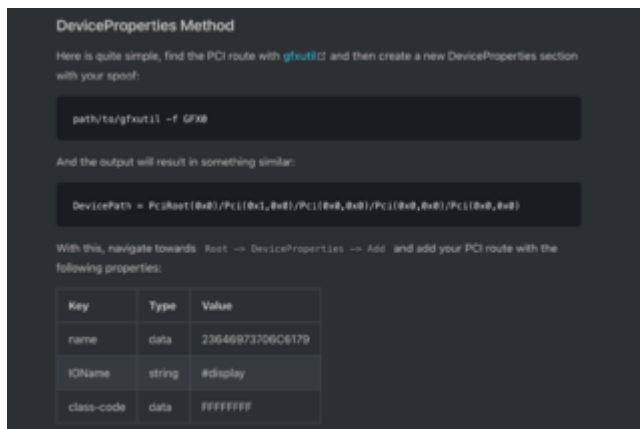 DeviceProperties Method
Here is quite simple, find the PCI route with gfxutil and then create a new DeviceProperties section
with your spoof:
path/to/gfxutil -f GFX0
And the output will result in something similar:
DevicePath = PciRoot(0x0)/Pci(0x1,0x0)/Pci(0x0,0x0)/Pci(0x0,0x0)/Pci(0x0,0x0)
With this, navigate towards Root -> DeviceProperties -> Add and add your PCI route with the
following properties:
Key Type Value
name data 23646973706C6179
IOName string #display
class-code data FFFFFFFF